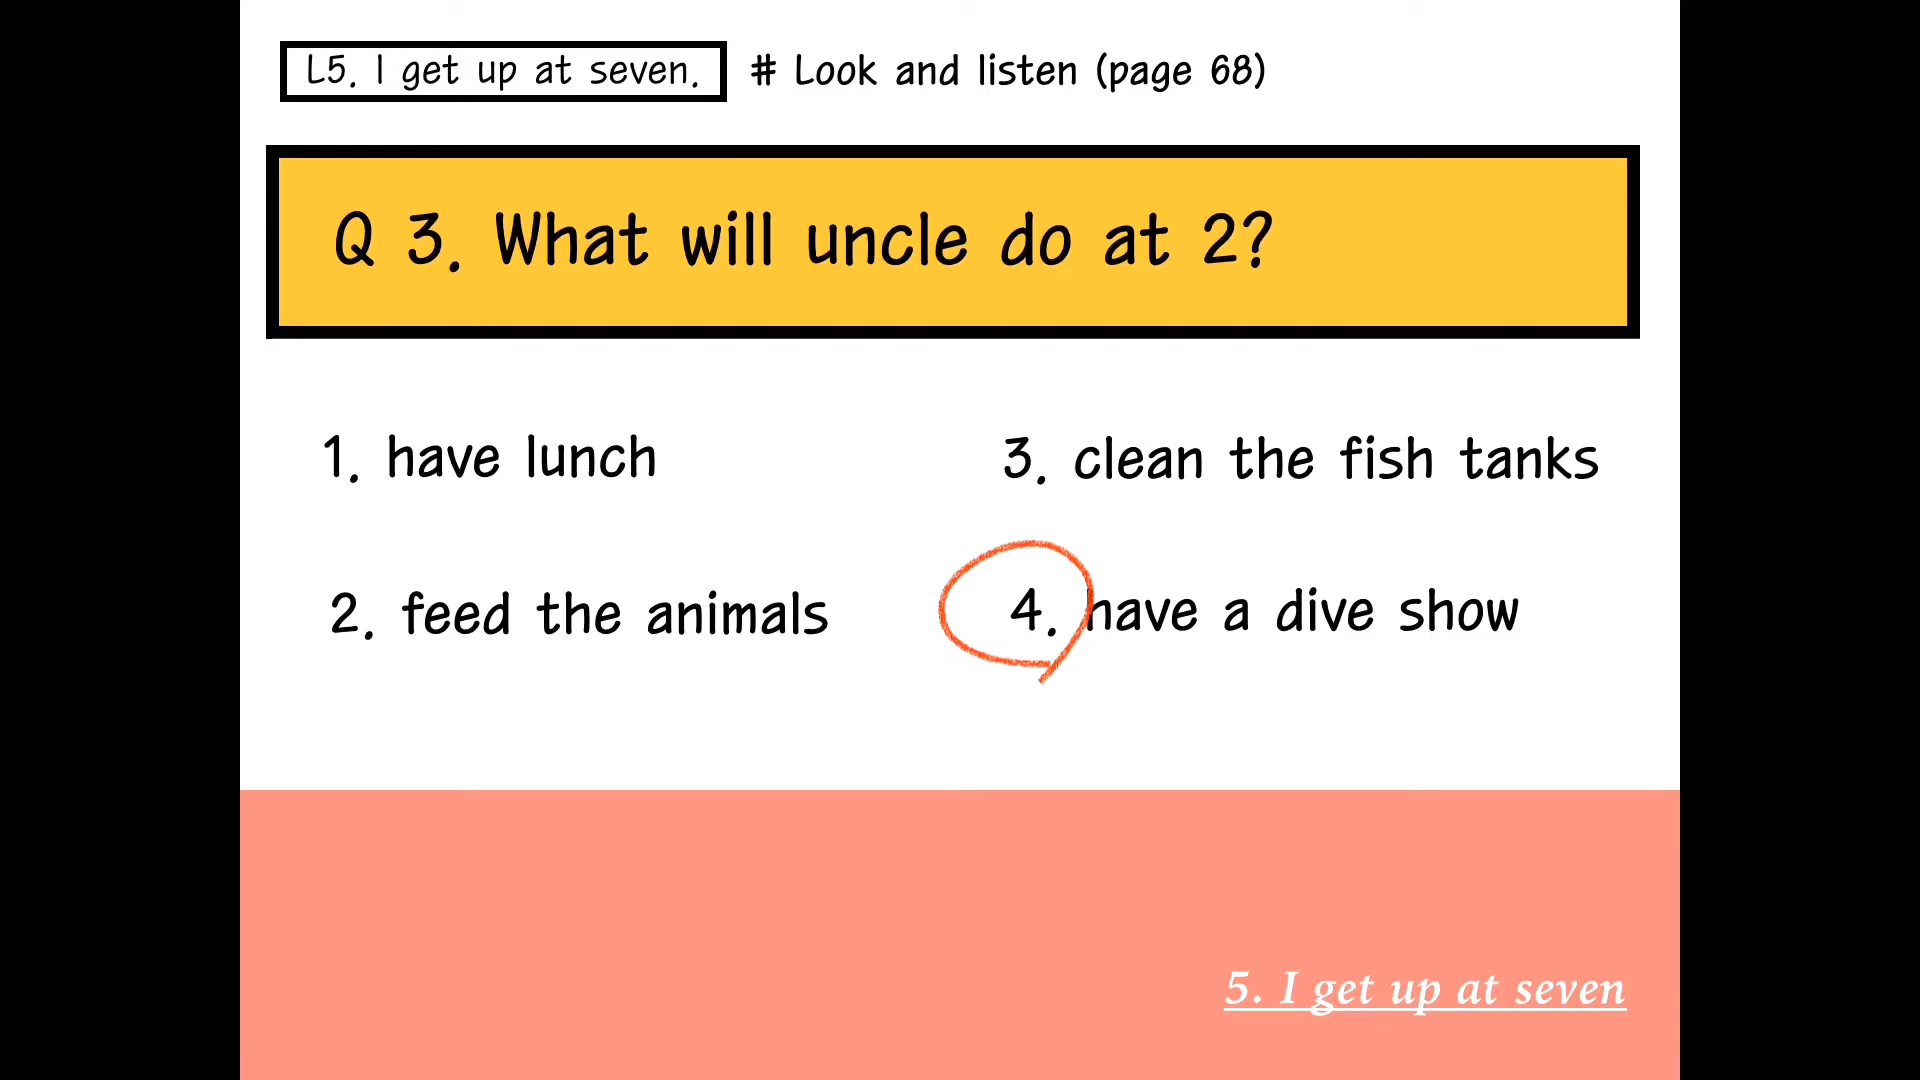 L5. I get up at seven. # Look and listen (page 68)
Q 3. What will uncle do at 2?
1. have lunch
2. feed the animals
3. clean the fish tanks
4. have a dive show
5. I get up at seven